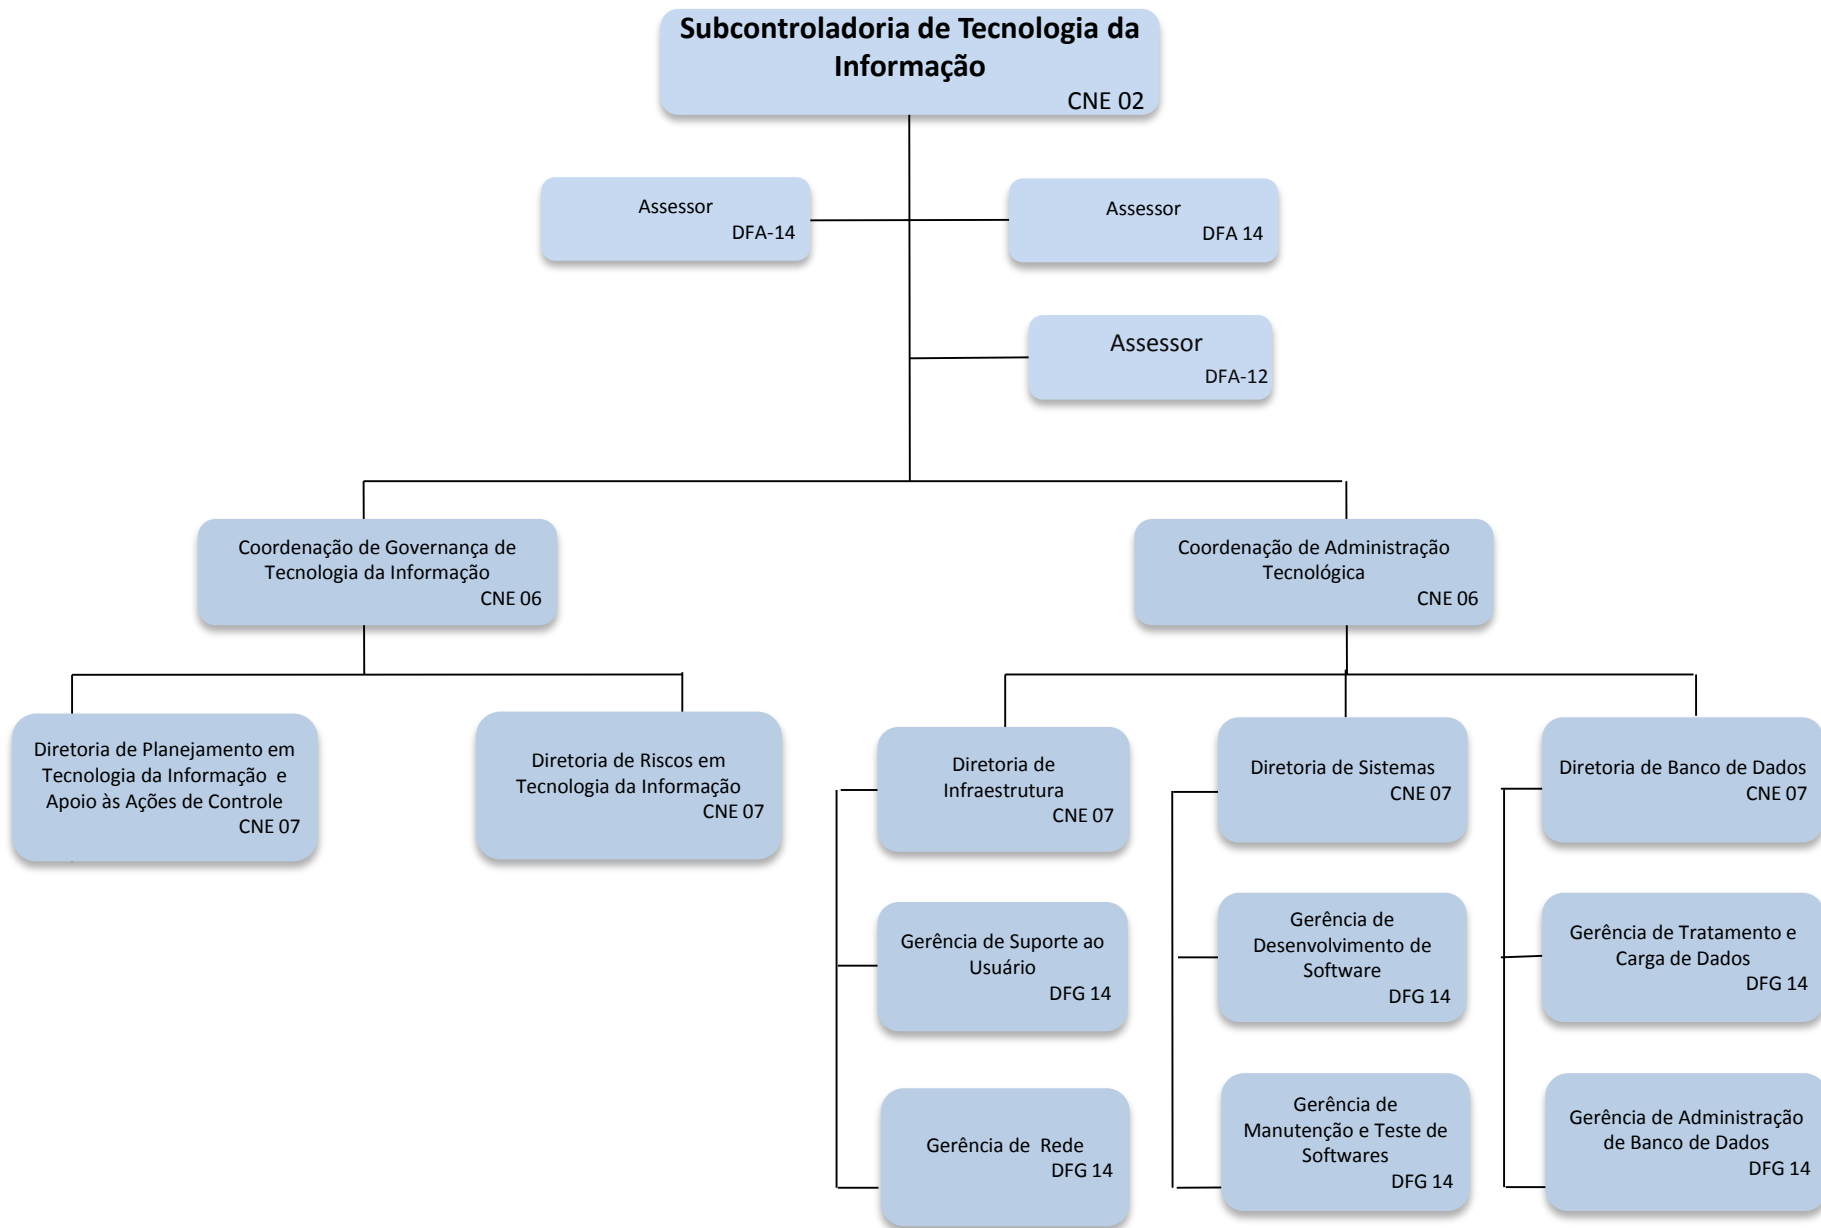 Subcontroladoria de Tecnologia da
Informação
CNE 02
Assessor
DFA-14
Assessor
DFA 14
Assessor
DFA-12
Coordenação de Governança de
Tecnologia da Informação
CNE 06
Coordenação de Administração
Tecnológica
CNE 06
Diretoria de Planejamento em
Tecnologia da Informação e
Apoio às Ações de Controle
CNE 07
Diretoria de Riscos em
Tecnologia da Informação
CNE 07
Diretoria de
Infraestrutura
CNE 07
Diretoria de Sistemas
CNE 07
Diretoria de Banco de Dados
CNE 07
Gerência de Suporte ao
Usuário
DFG 14
Gerência de
Desenvolvimento de
Software
DFG 14
Gerência de Tratamento e
Carga de Dados
DFG 14
Gerência de Rede
DFG 14
Gerência de
Manutenção e Teste de
Softwares
DFG 14
Gerência de Administração
de Banco de Dados
DFG 14